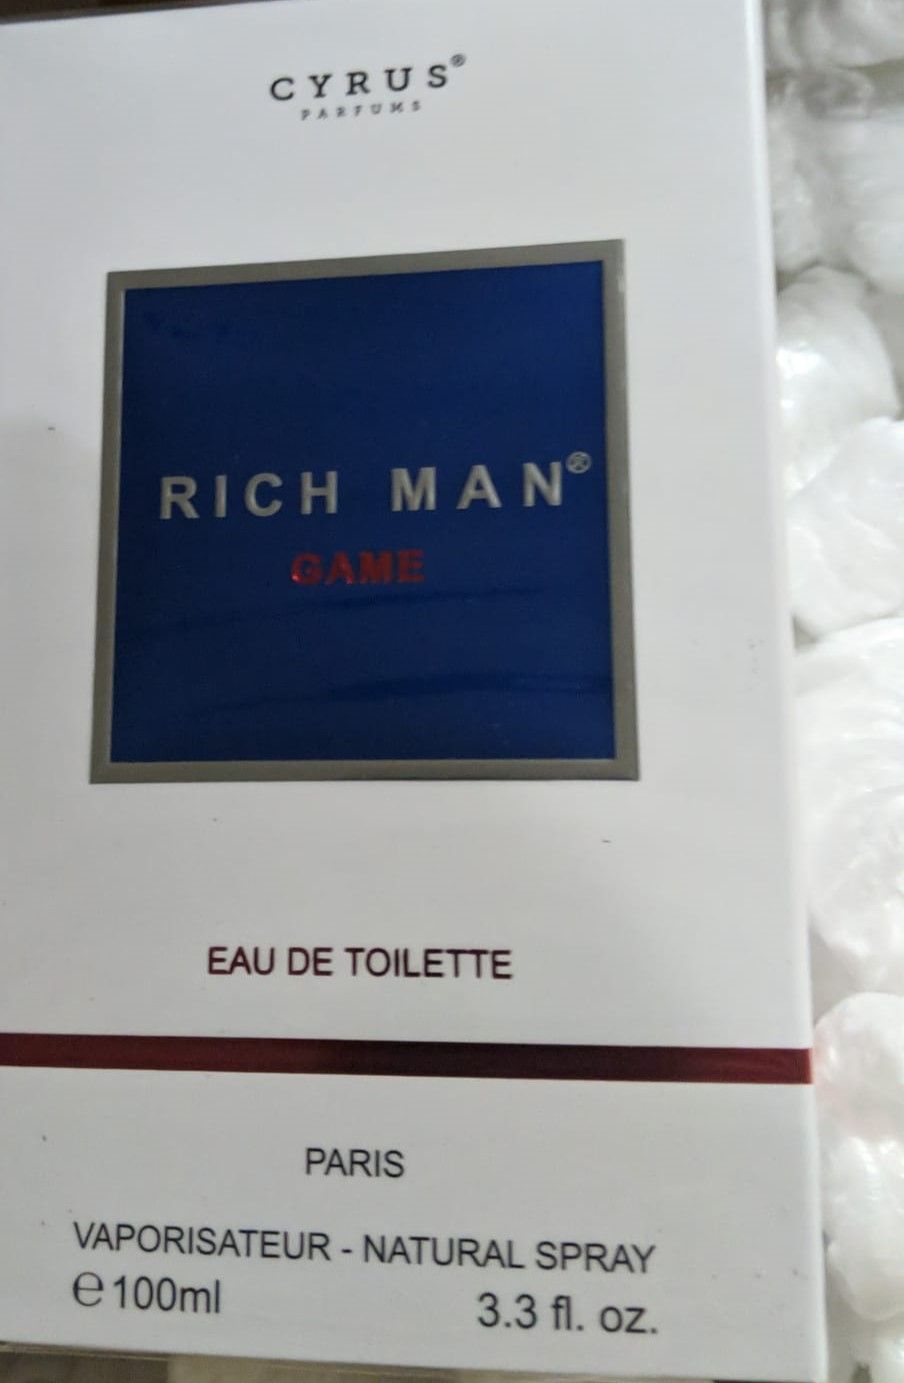 CYRUS®
PARFUMS
RICH MAN®
GAME
EAU DE TOILETTE
PARIS
VAPORISATEUR - NATURAL SPRAY
℮100ml 3.3 fl. oz.